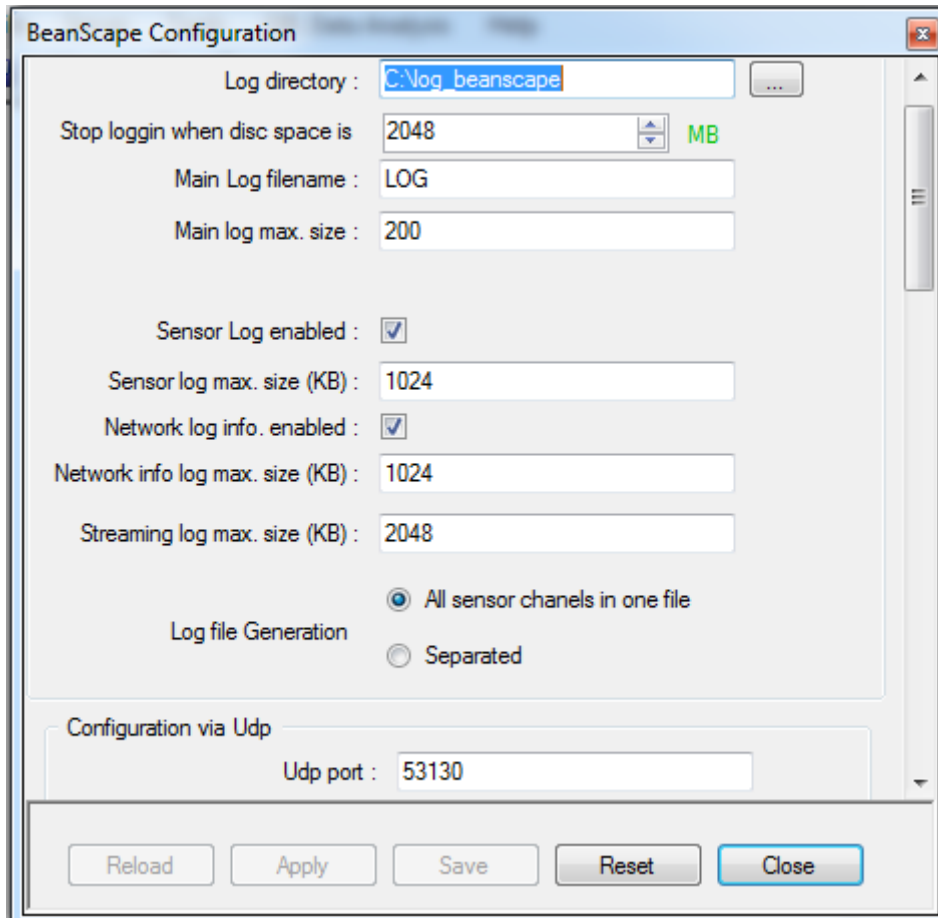 BeanScape Configuration Data Analysis Help
Log directory : C:\log_beanscape ...
Stop loggin when disc space is 2048 MB
Main Log filename : LOG
Main log max. size : 200
Sensor Log enabled :
Sensor log max. size (KB) : 1024
Network log info. enabled :
Network info log max. size (KB) : 1024
Streaming log max. size (KB) : 2048
All sensor chanels in one file
Log file Generation
Separated
Configuration via Udp
Udp port : 53130
Reload Apply Save Reset Close